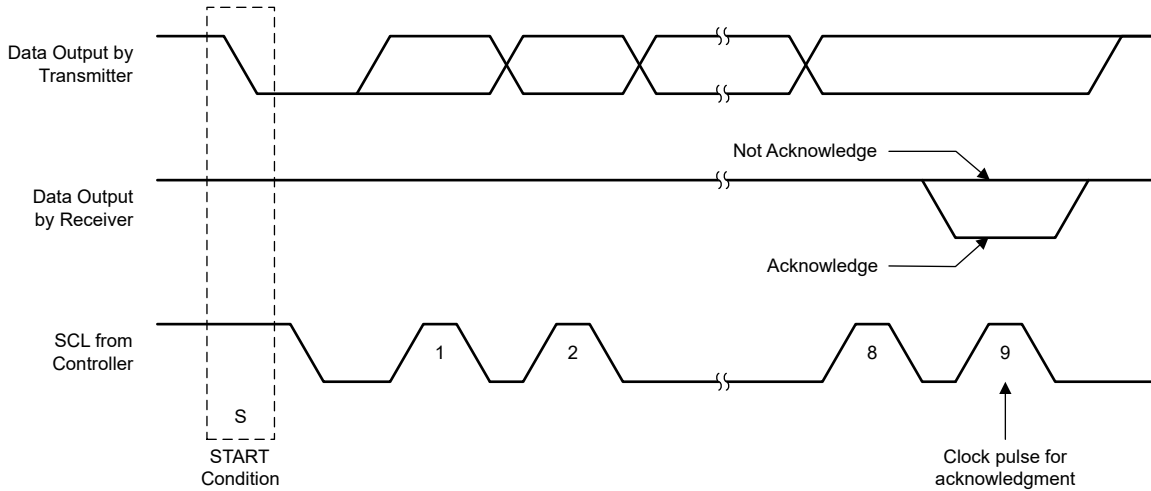 Data Output by
Transmitter
Not Acknowledge
Data Output
by Receiver
Acknowledge
SCL from
Controller
1
2
8
9
S
START
Condition
Clock pulse for
acknowledgment